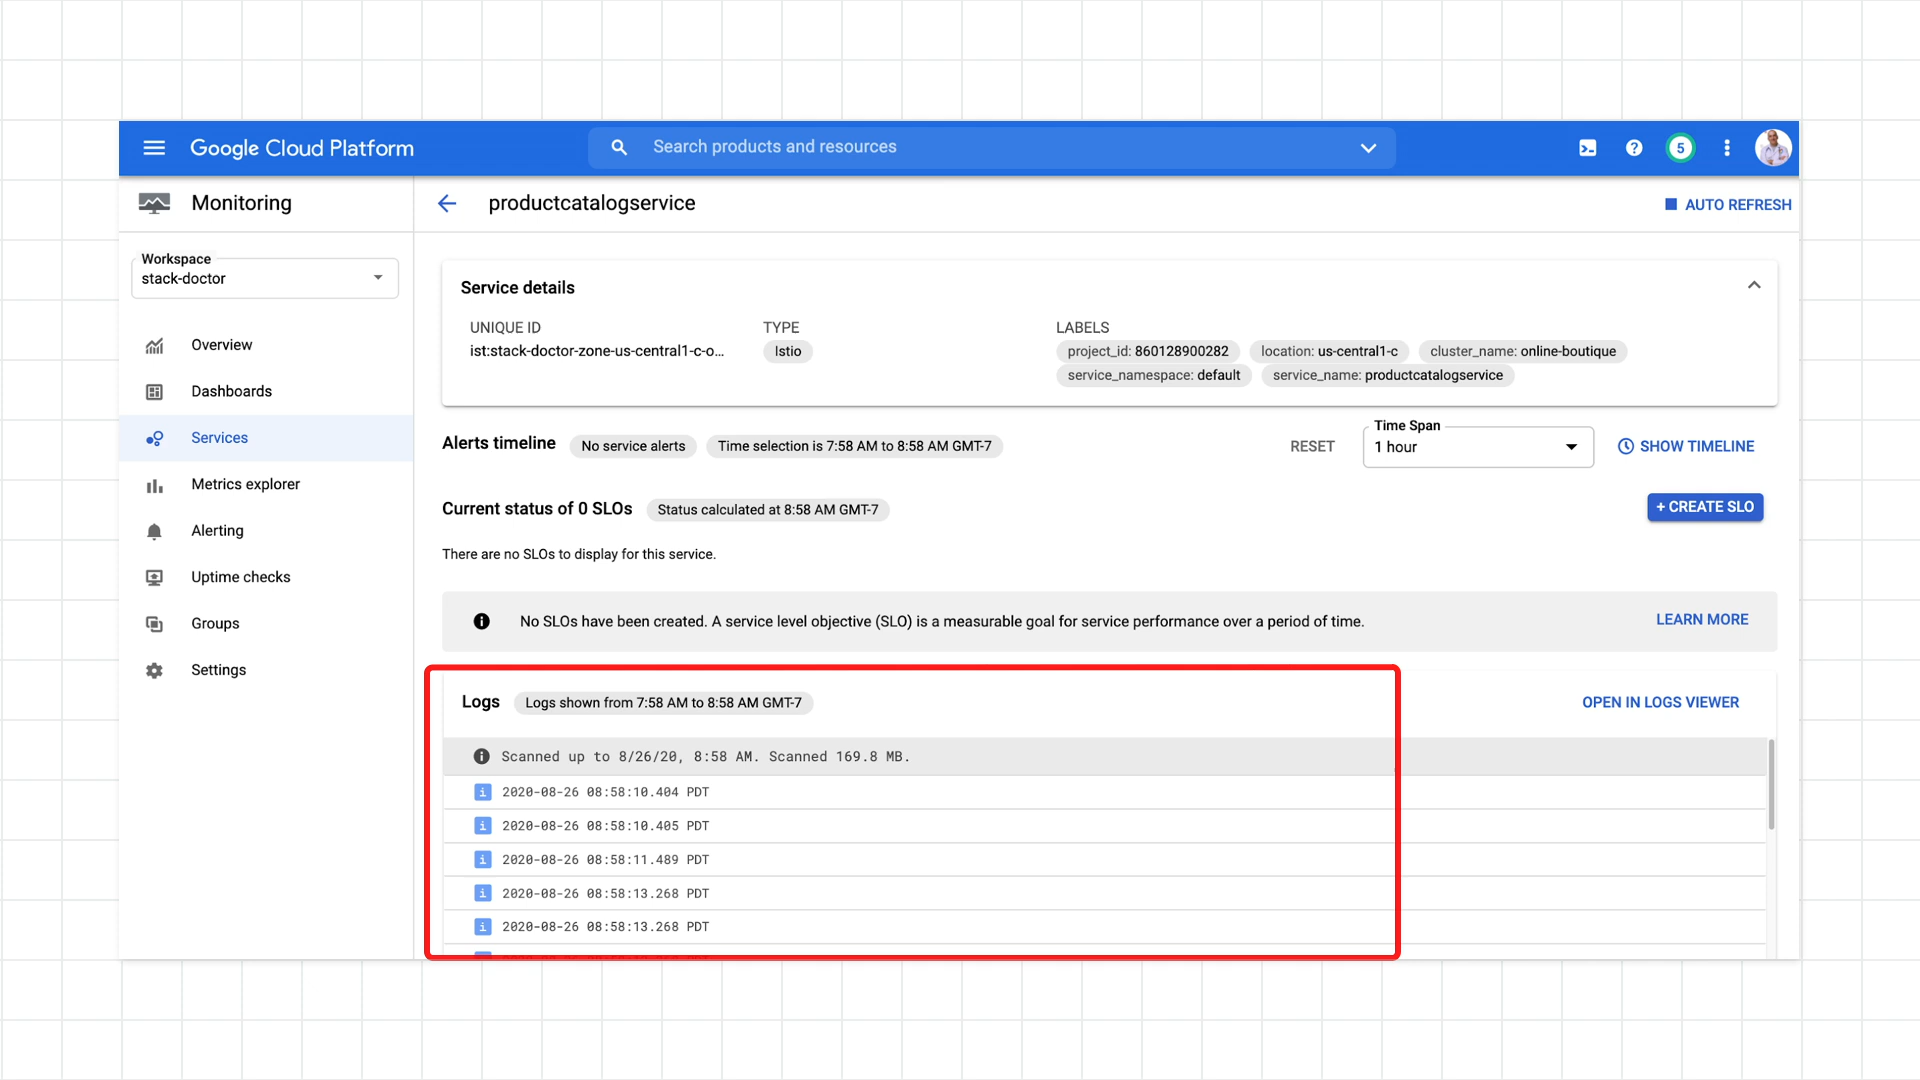 Google Cloud Platform
Search products and resources
5
Monitoring
productcatalogservice
AUTO REFRESH
Workspace
stack-doctor
Overview
Dashboards
Services
Metrics explorer
Alerting
Uptime checks
Groups
Settings
Service details
UNIQUE ID
ist:stack-doctor-zone-us-central1-c-o...
TYPE
Istio
LABELS
project_id: 860128900282
location: us-central1-c
cluster_name: online-boutique
service_namespace: default
service_name: productcatalogservice
Alerts timeline
No service alerts
Time selection is 7:58 AM to 8:58 AM GMT-7
RESET
Time Span
1 hour
SHOW TIMELINE
Current status of 0 SLOs
Status calculated at 8:58 AM GMT-7
+ CREATE SLO
There are no SLOs to display for this service.
No SLOs have been created. A service level objective (SLO) is a measurable goal for service performance over a period of time.
LEARN MORE
Logs
Logs shown from 7:58 AM to 8:58 AM GMT-7
OPEN IN LOGS VIEWER
Scanned up to 8/26/20, 8:58 AM. Scanned 169.8 MB.
i 2020-08-26 08:58:10.404 PDT
i 2020-08-26 08:58:10.405 PDT
i 2020-08-26 08:58:11.489 PDT
i 2020-08-26 08:58:13.268 PDT
i 2020-08-26 08:58:13.268 PDT